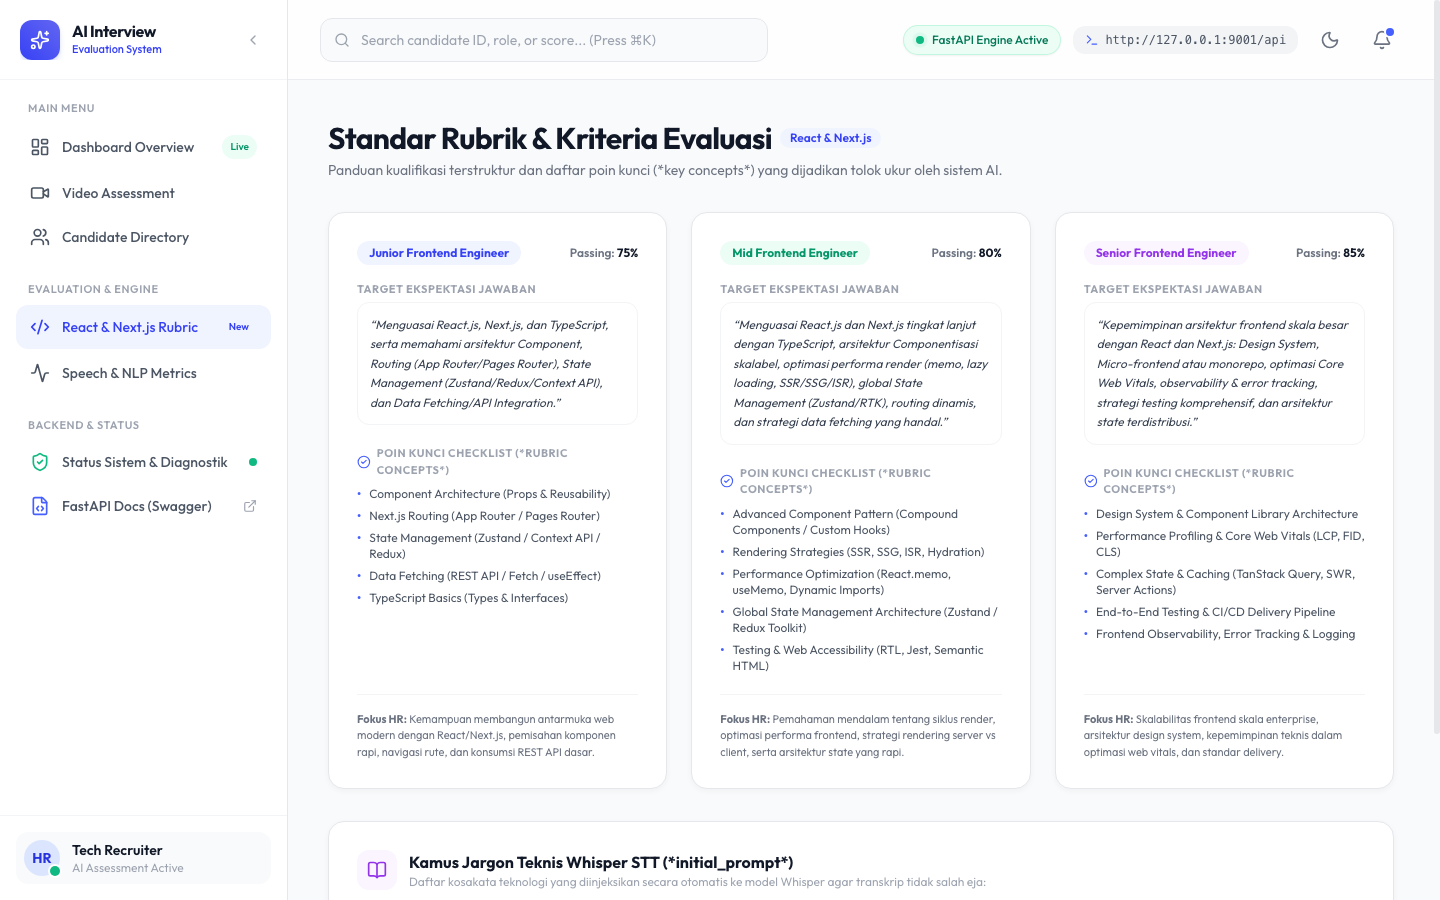 AI Interview
Evaluation System
MAIN MENU
Dashboard Overview
Live
Video Assessment
Candidate Directory
EVALUATION & ENGINE
React & Next.js Rubric
New
Speech & NLP Metrics
BACKEND & STATUS
Status Sistem & Diagnostik
FastAPI Docs (Swagger)
HR
Tech Recruiter
AI Assessment Active
Search candidate ID, role, or score... (Press ⌘K)
FastAPI Engine Active
http://127.0.0.1:9001/api
Standar Rubrik & Kriteria Evaluasi
React & Next.js
Panduan kualifikasi terstruktur dan daftar poin kunci (*key concepts*) yang dijadikan tolok ukur oleh sistem AI.
Junior Frontend Engineer
Passing: 75%
TARGET EKSPEKTASI JAWABAN
“Menguasai React.js, Next.js, dan TypeScript,
serta memahami arsitektur Component,
Routing (App Router/Pages Router), State
Management (Zustand/Redux/Context API),
dan Data Fetching/API Integration.”
POIN KUNCI CHECKLIST (*RUBRIC
CONCEPTS*)
• Component Architecture (Props & Reusability)
• Next.js Routing (App Router / Pages Router)
• State Management (Zustand / Context API /
Redux)
• Data Fetching (REST API / Fetch / useEffect)
• TypeScript Basics (Types & Interfaces)
Fokus HR: Kemampuan membangun antarmuka web
modern dengan React/Next.js, pemisahan komponen
rapi, navigasi rute, dan konsumsi REST API dasar.
Mid Frontend Engineer
Passing: 80%
TARGET EKSPEKTASI JAWABAN
“Menguasai React.js dan Next.js tingkat lanjut
dengan TypeScript, arsitektur Componentisasi
skalabel, optimasi performa render (memo, lazy
loading, SSR/SSG/ISR), global State
Management (Zustand/RTK), routing dinamis,
dan strategi data fetching yang handal.”
POIN KUNCI CHECKLIST (*RUBRIC
CONCEPTS*)
• Advanced Component Pattern (Compound
Components / Custom Hooks)
• Rendering Strategies (SSR, SSG, ISR, Hydration)
• Performance Optimization (React.memo,
useMemo, Dynamic Imports)
• Global State Management Architecture (Zustand /
Redux Toolkit)
• Testing & Web Accessibility (RTL, Jest, Semantic
HTML)
Fokus HR: Pemahaman mendalam tentang siklus render,
optimasi performa frontend, strategi rendering server vs
client, serta arsitektur state yang rapi.
Senior Frontend Engineer
Passing: 85%
TARGET EKSPEKTASI JAWABAN
“Kepemimpinan arsitektur frontend skala besar
dengan React dan Next.js: Design System,
Micro-frontend atau monorepo, optimasi Core
Web Vitals, observability & error tracking,
strategi testing komprehensif, dan arsitektur
state terdistribusi.”
POIN KUNCI CHECKLIST (*RUBRIC
CONCEPTS*)
• Design System & Component Library Architecture
• Performance Profiling & Core Web Vitals (LCP, FID,
CLS)
• Complex State & Caching (TanStack Query, SWR,
Server Actions)
• End-to-End Testing & CI/CD Delivery Pipeline
• Frontend Observability, Error Tracking & Logging
Fokus HR: Skalabilitas frontend skala enterprise,
arsitektur design system, kepemimpinan teknis dalam
optimasi web vitals, dan standar delivery.
Kamus Jargon Teknis Whisper STT (*initial_prompt*)
Daftar kosakata teknologi yang diinjeksikan secara otomatis ke model Whisper agar transkrip tidak salah eja: